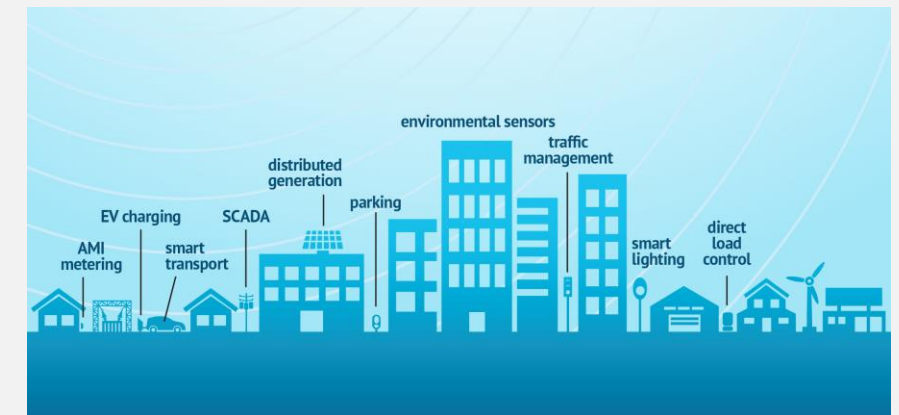 environmental sensors
traffic
management
distributed
generation
parking
EV charging
SCADA
AMI
metering
smart
transport
smart
lighting
direct
load
control